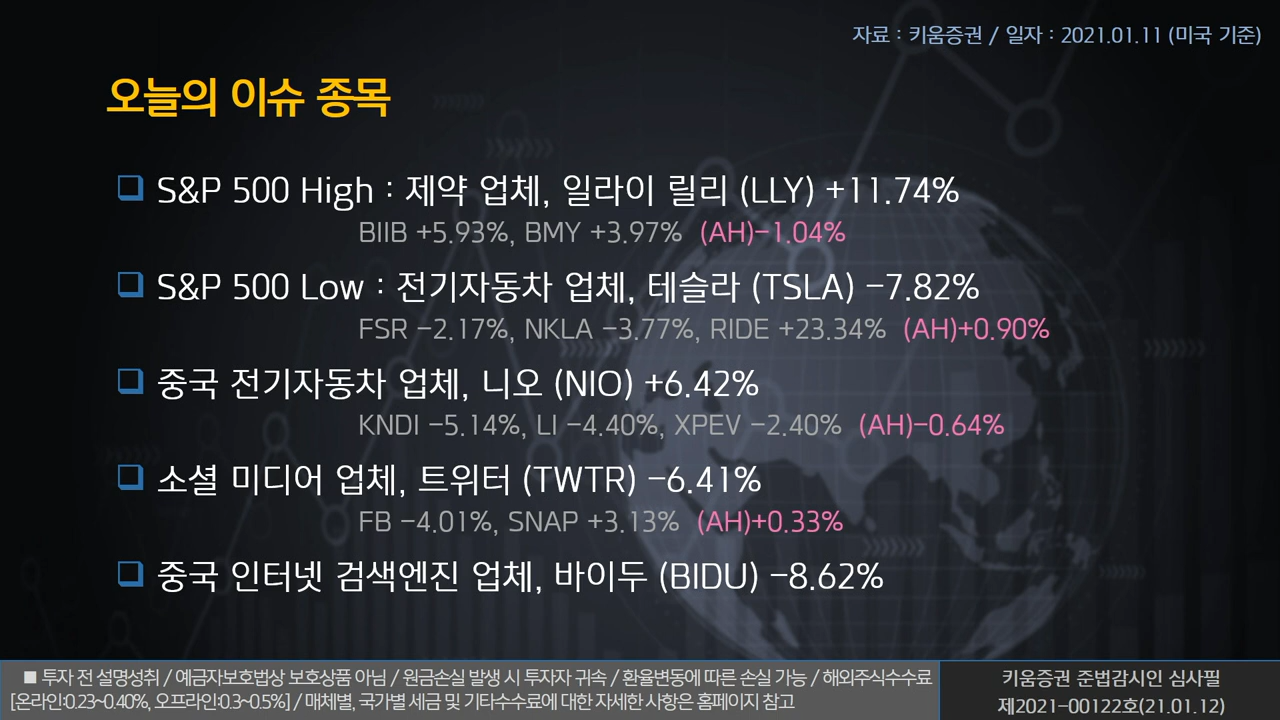 자료 : 키움증권 / 일자 : 2021.01.11 (미국 기준)
오늘의 이슈 종목
❑ S&P 500 High : 제약 업체, 일라이 릴리 (LLY) +11.74%
BIIB +5.93%, BMY +3.97% (AH)-1.04%
❑ S&P 500 Low : 전기자동차 업체, 테슬라 (TSLA) -7.82%
FSR -2.17%, NKLA -3.77%, RIDE +23.34% (AH)+0.90%
❑ 중국 전기자동차 업체, 니오 (NIO) +6.42%
KNDI -5.14%, LI -4.40%, XPEV -2.40% (AH)-0.64%
❑ 소셜 미디어 업체, 트위터 (TWTR) -6.41%
FB -4.01%, SNAP +3.13% (AH)+0.33%
❑ 중국 인터넷 검색엔진 업체, 바이두 (BIDU) -8.62%
■ 투자 전 설명성취 / 예금자보호법상 보호상품 아님 / 원금손실 발생 시 투자자 귀속 / 환율변동에 따른 손실 가능 / 해외주식수수료
[온라인:0.23~0.40%, 오프라인:0.3~0.5%] / 매체별, 국가별 세금 및 기타수수료에 대한 자세한 사항은 홈페이지 참고
키움증권 준법감시인 심사필
제2021-00122호(21.01.12)